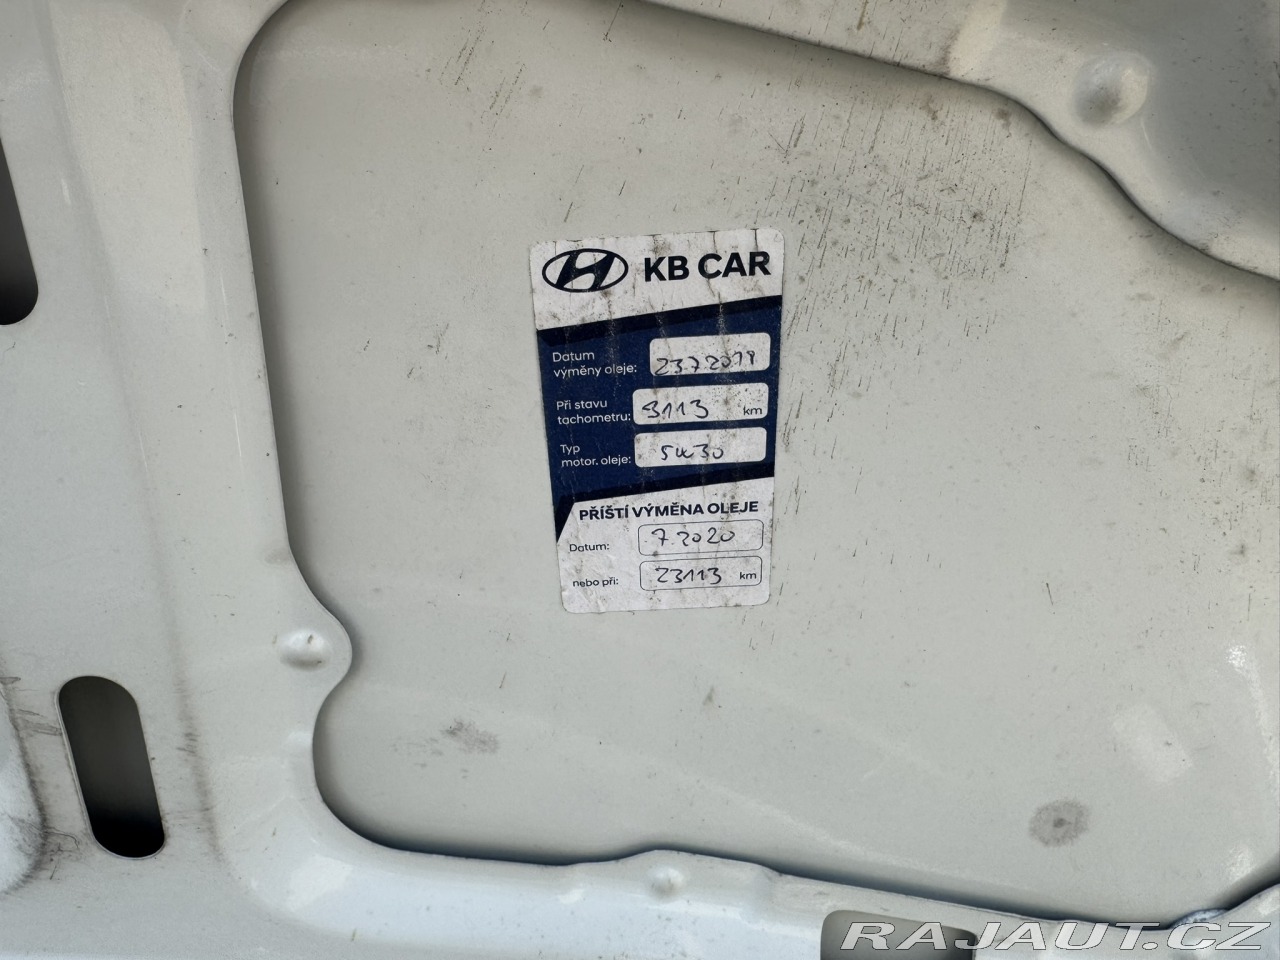 KB CAR
Datum
výměny oleje: 23.7.2019
Při stavu
tachometru: 8113 km
Typ
motor. oleje: 5W30
PŘÍŠTÍ VÝMĚNA OLEJE
Datum: 7.2020
nebo při: 23113 km
RAJAUT.CZ